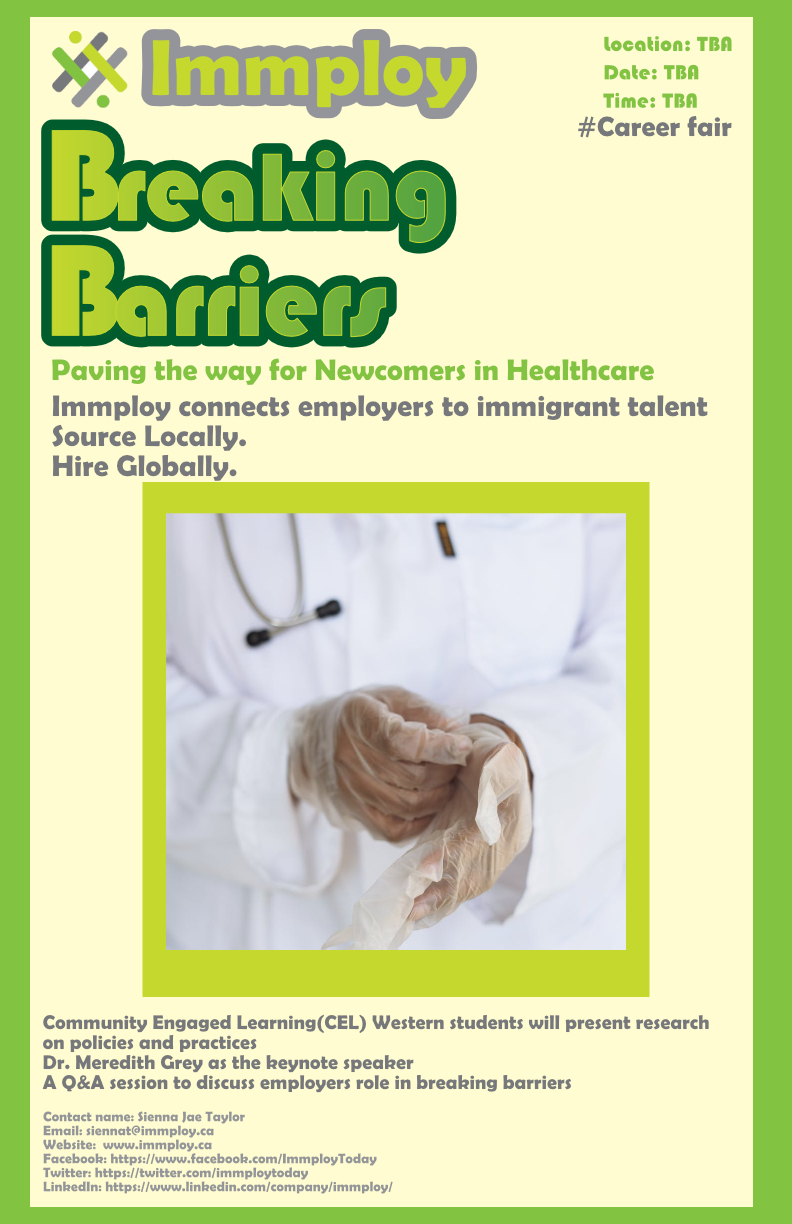 Immploy
Location: TBA
Date: TBA
Time: TBA
#Career fair
Breaking
Barriers
Paving the way for Newcomers in Healthcare
Immploy connects employers to immigrant talent
Source Locally.
Hire Globally.
Community Engaged Learning(CEL) Western students will present research
on policies and practices
Dr. Meredith Grey as the keynote speaker
A Q&A session to discuss employers role in breaking barriers
Contact name: Sienna Jae Taylor
Email: siennat@immploy.ca
Website:  www.immploy.ca
Facebook: https://www.facebook.com/ImmployToday
Twitter: https://twitter.com/immploytoday
LinkedIn: https://www.linkedin.com/company/immploy/